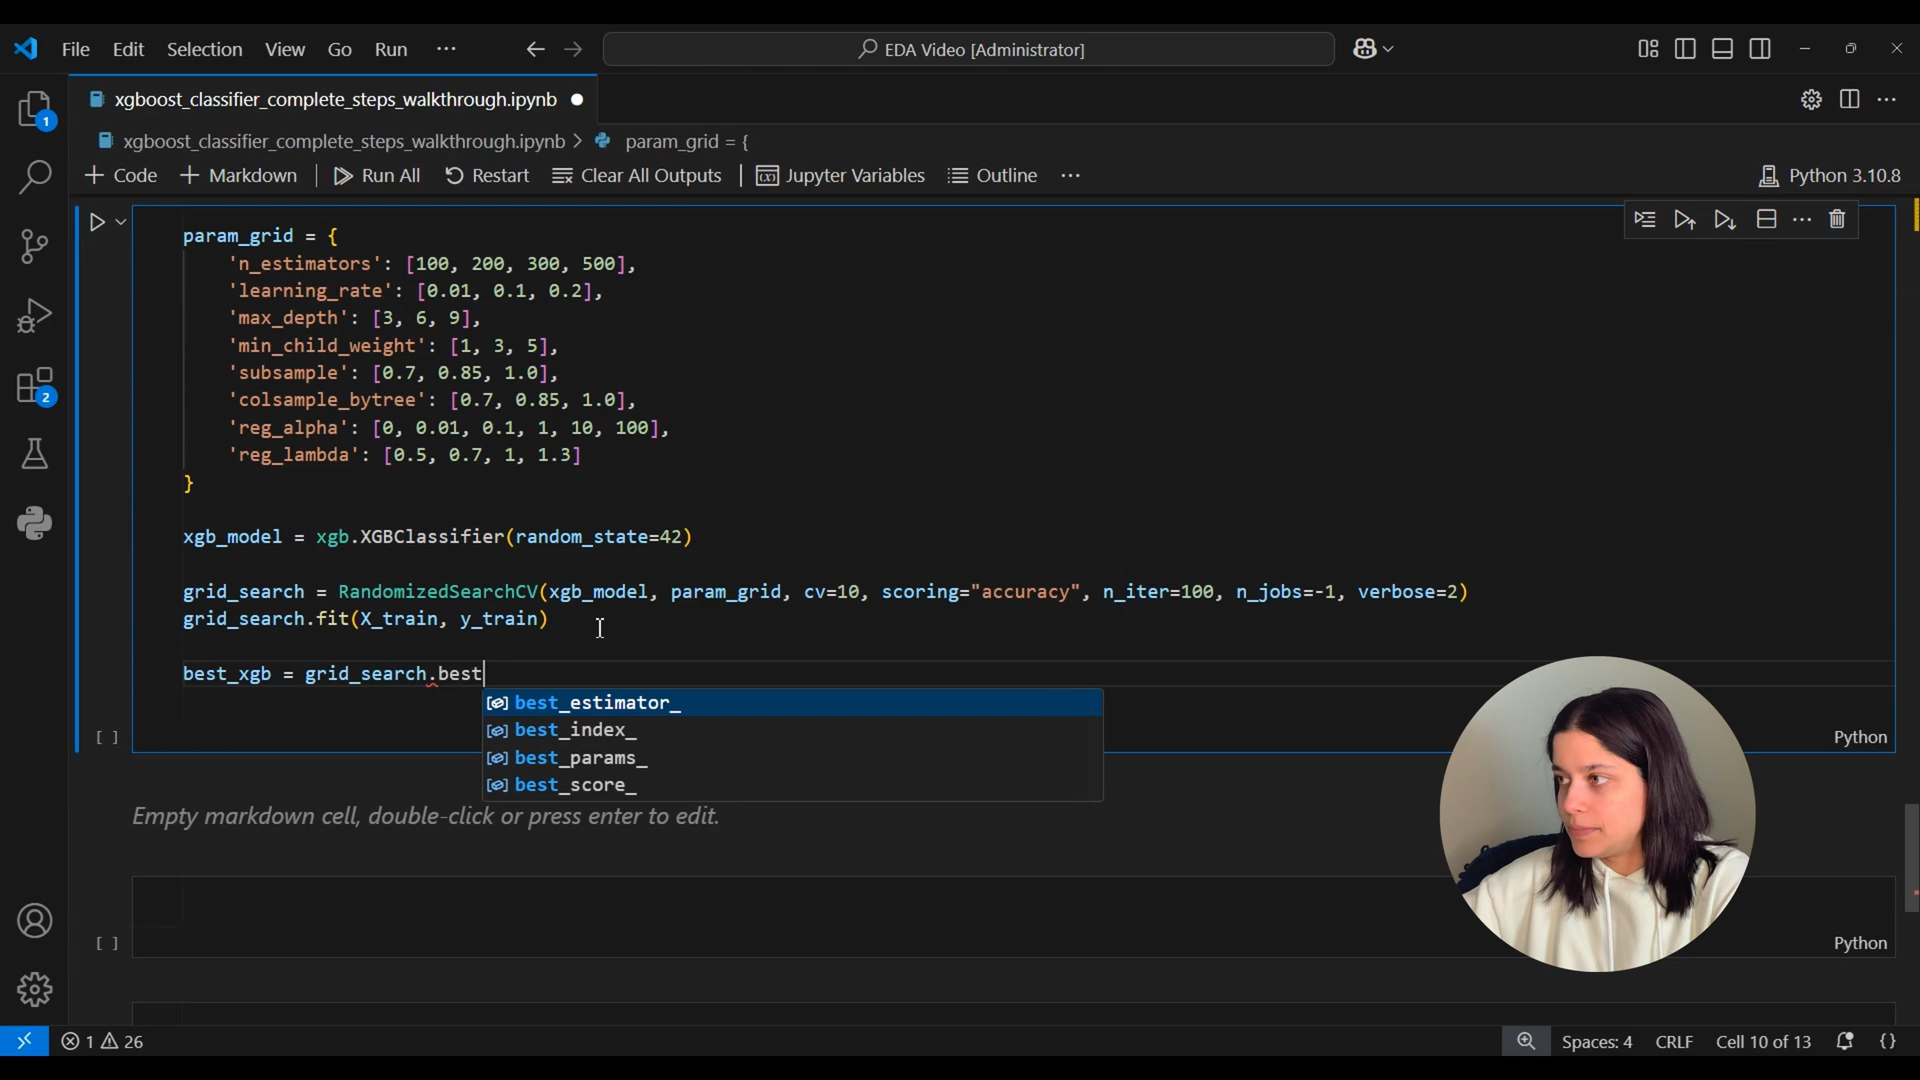 File Edit Selection View Go Run ··· EDA Video [Administrator]
xgboost_classifier_complete_steps_walkthrough.ipynb
xgboost_classifier_complete_steps_walkthrough.ipynb > param_grid = {
+ Code + Markdown | Run All Restart Clear All Outputs | Jupyter Variables Outline ··· Python 3.10.8
1
param_grid = {
'n_estimators': [100, 200, 300, 500],
'learning_rate': [0.01, 0.1, 0.2],
'max_depth': [3, 6, 9],
'min_child_weight': [1, 3, 5],
'subsample': [0.7, 0.85, 1.0],
'colsample_bytree': [0.7, 0.85, 1.0],
2
'reg_alpha': [0, 0.01, 0.1, 1, 10, 100],
'reg_lambda': [0.5, 0.7, 1, 1.3]
}
xgb_model = xgb.XGBClassifier(random_state=42)
grid_search = RandomizedSearchCV(xgb_model, param_grid, cv=10, scoring="accuracy", n_iter=100, n_jobs=-1, verbose=2)
grid_search.fit(X_train, y_train)
best_xgb = grid_search.best
best_estimator_
best_index_
best_params_
best_score_
[ ] Python
Empty markdown cell, double-click or press enter to edit.
[ ] Python
1 26 Spaces: 4 CRLF Cell 10 of 13 {}